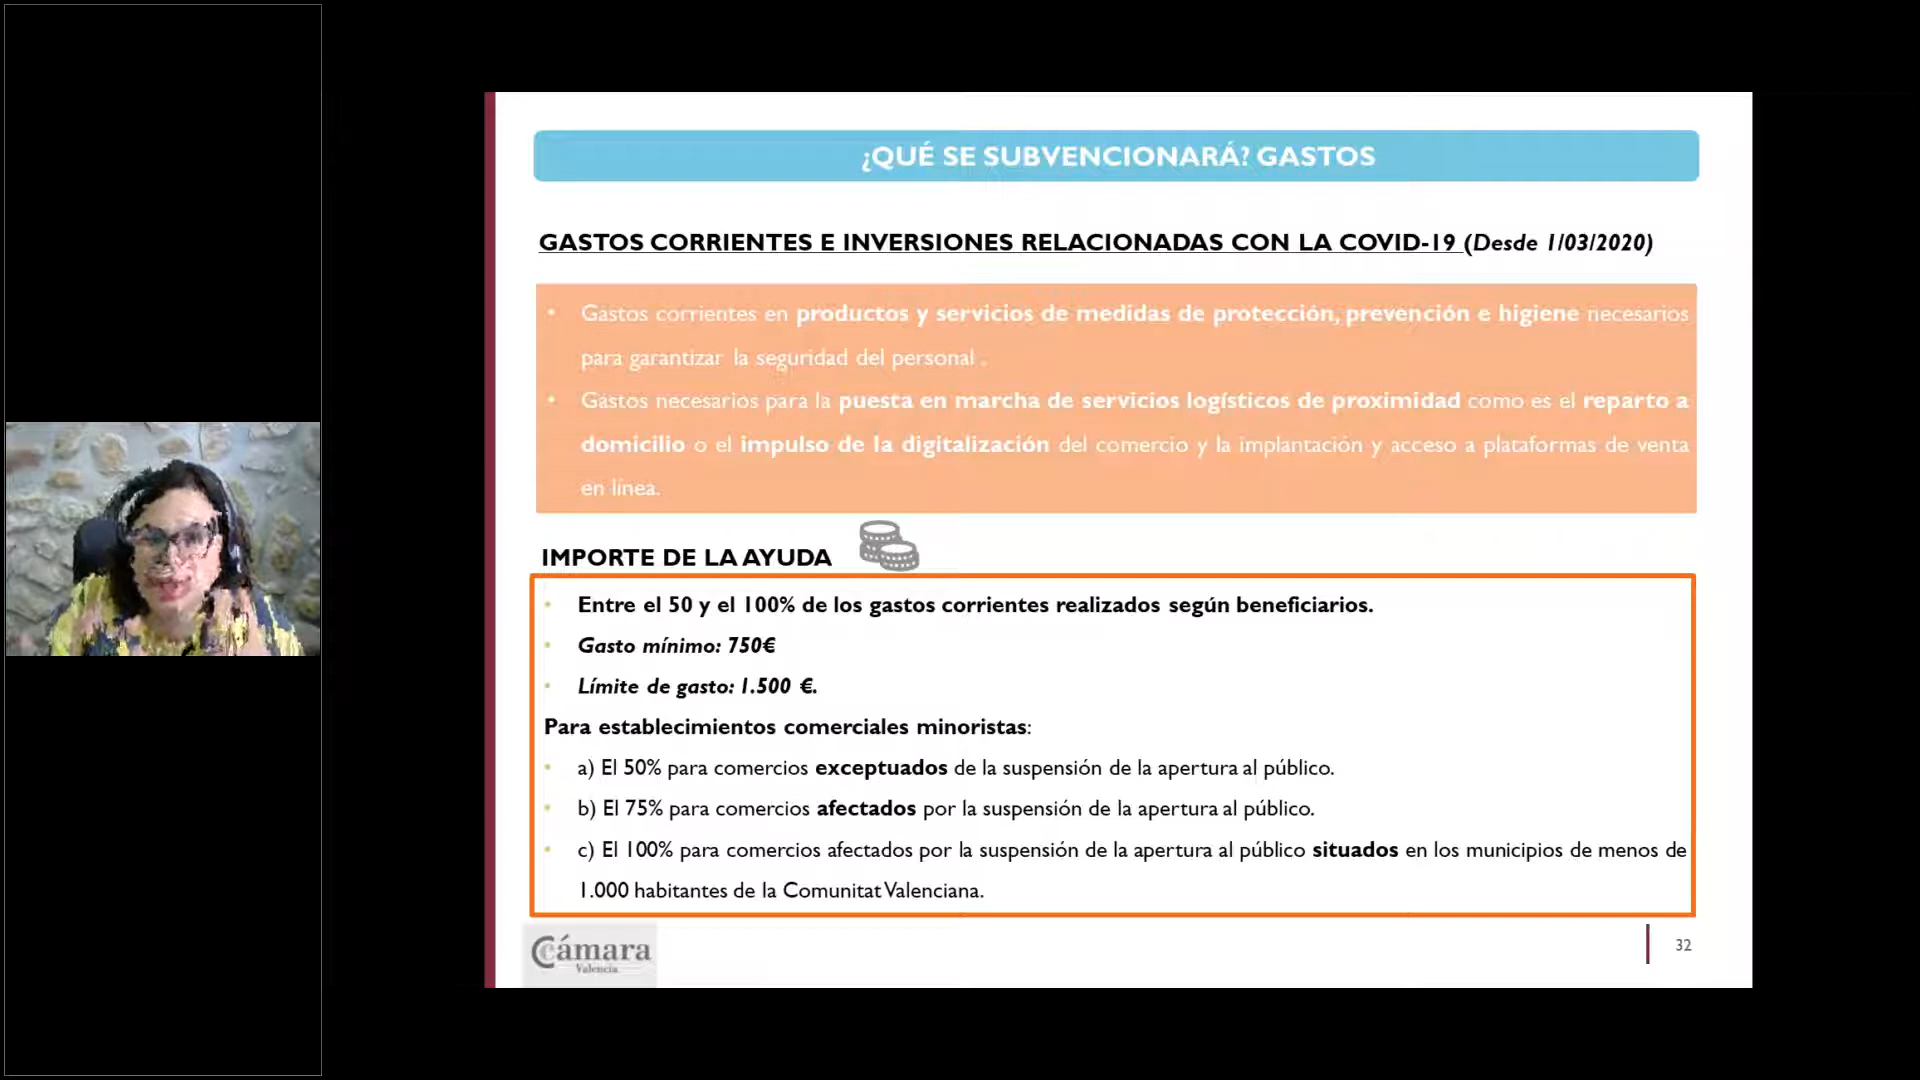 ¿QUÉ SE SUBVENCIONARÁ? GASTOS
GASTOS CORRIENTES E INVERSIONES RELACIONADAS CON LA COVID-19 (Desde 1/03/2020)
• Gastos corrientes en productos y servicios de medidas de protección, prevención e higiene necesarios
para garantizar la seguridad del personal .
• Gastos necesarios para la puesta en marcha de servicios logísticos de proximidad como es el reparto a
domicilio o el impulso de la digitalización del comercio y la implantación y acceso a plataformas de venta
en línea.
IMPORTE DE LA AYUDA
• Entre el 50 y el 100% de los gastos corrientes realizados según beneficiarios.
• Gasto mínimo: 750€
• Límite de gasto: 1.500 €.
Para establecimientos comerciales minoristas:
• a) El 50% para comercios exceptuados de la suspensión de la apertura al público.
• b) El 75% para comercios afectados por la suspensión de la apertura al público.
• c) El 100% para comercios afectados por la suspensión de la apertura al público situados en los municipios de menos de
1.000 habitantes de la Comunitat Valenciana.
Cámara
Valencia
32